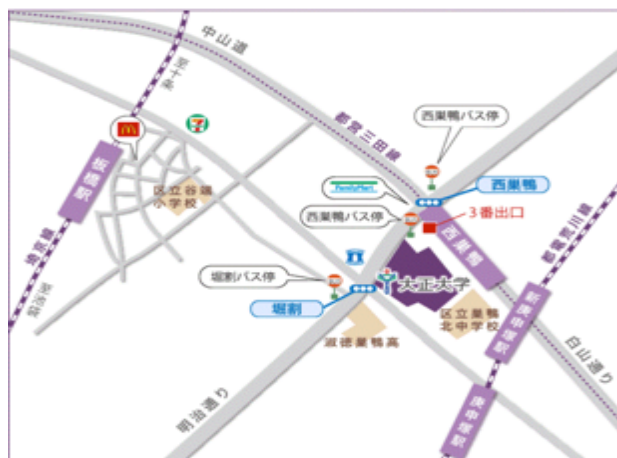 中山道
至十条
都営三田線
西巣鴨バス停
板橋駅
区立谷端
小学校
FamilyMart
西巣鴨
西巣鴨バス停
3番出口
西巣鴨
都電荒川線
堀割バス停
大正大学
堀割
埼京線
区立巣鴨
北中学校
新庚申塚駅
淑徳巣鴨高
白山通り
明治通り
庚申塚駅